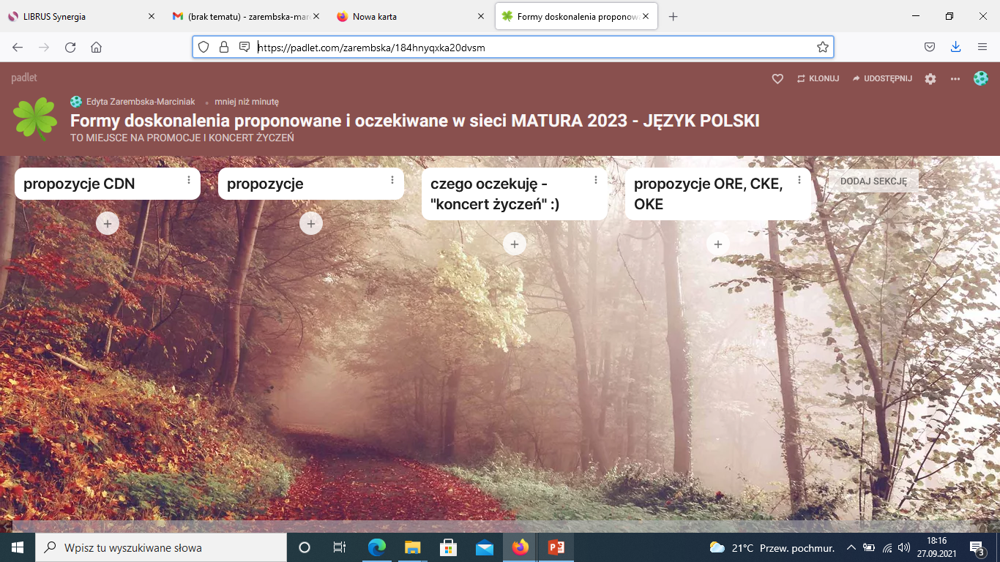 LIBRUS Synergia
(brak tematu) - zarembska-mar
Nowa karta
Formy doskonalenia proponowa
https://padlet.com/zarembska/184hnyqxka20dvsm
padlet
KLONUJ
UDOSTĘPNIJ
Edyta Zarembska-Marciniak
mniej niż minutę
Formy doskonalenia proponowane i oczekiwane w sieci MATURA 2023 - JĘZYK POLSKI
TO MIEJSCE NA PROMOCJE I KONCERT ŻYCZEŃ
propozycje CDN
propozycje
czego oczekuję -
"koncert życzeń" :)
propozycje ORE, CKE,
OKE
DODAJ SEKCJĘ
Wpisz tu wyszukiwane słowa
21°C Przew. pochmur.
18:16
27.09.2021
3